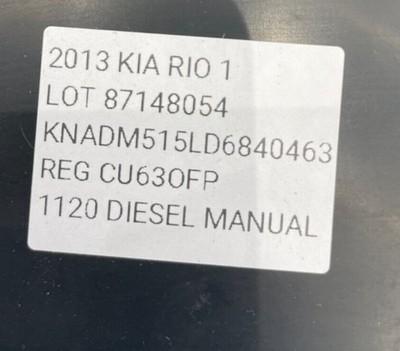 2013 KIA RIO 1
LOT 87148054
KNADM515LD6840463
REG CU63OFP
1120 DIESEL MANUAL